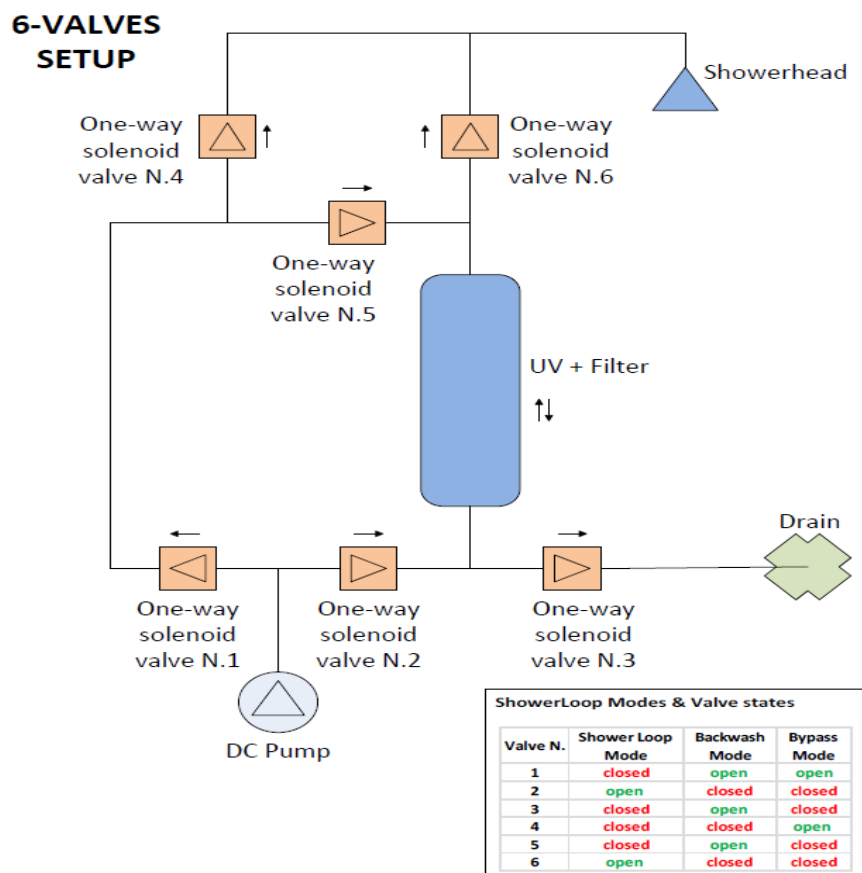 6-VALVES
SETUP
Showerhead
One-way
solenoid
valve N.4
One-way
solenoid
valve N.6
One-way
solenoid
valve N.5
UV + Filter
Drain
One-way
solenoid
valve N.1
One-way
solenoid
valve N.2
One-way
solenoid
valve N.3
DC Pump
ShowerLoop Modes & Valve states
Valve N. Shower Loop Mode Backwash Mode Bypass Mode
1 closed open open
2 open closed closed
3 closed open closed
4 closed closed open
5 closed open closed
6 open closed closed